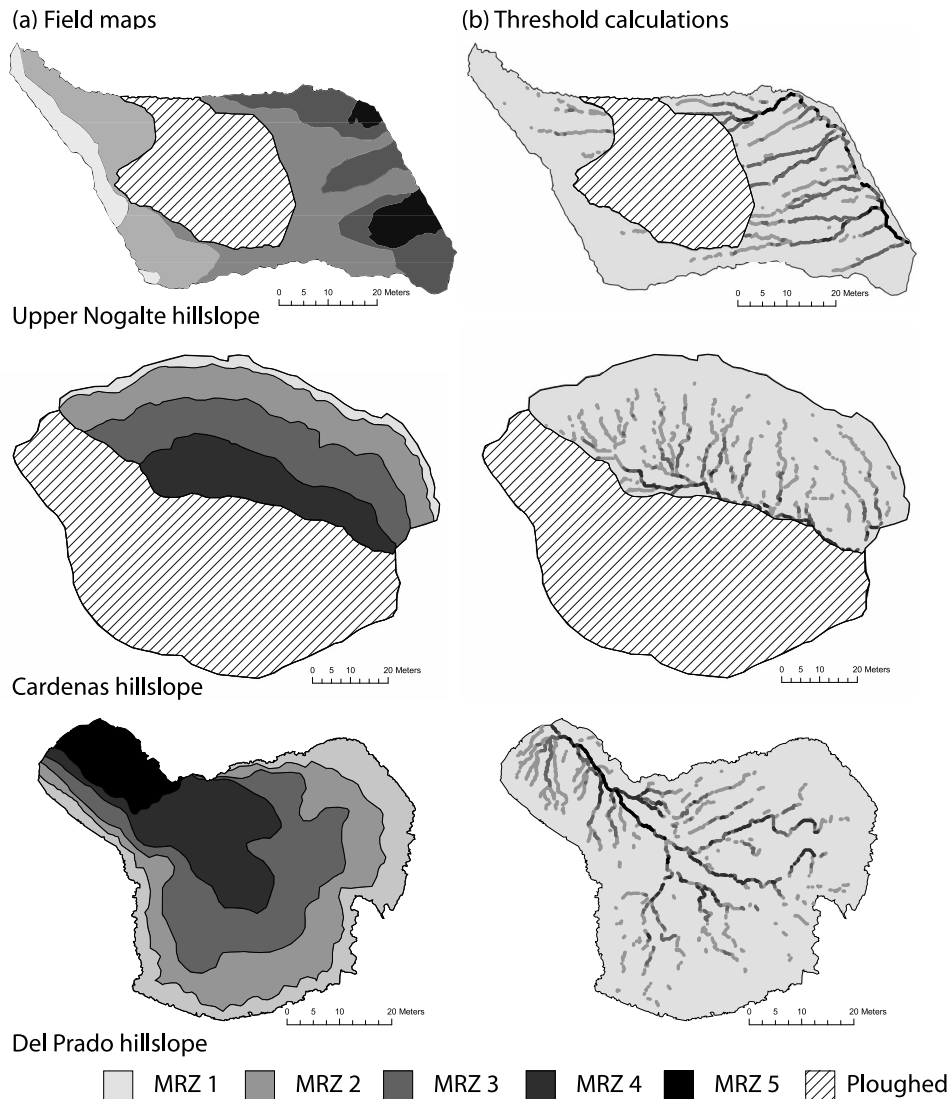 (a) Field maps
(b) Threshold calculations
0 5 10 20 Meters
0 5 10 20 Meters
Upper Nogalte hillslope
0 5 10 20 Meters
0 5 10 20 Meters
Cardenas hillslope
0 5 10 20 Meters
0 5 10 20 Meters
Del Prado hillslope
MRZ 1 MRZ 2 MRZ 3 MRZ 4 MRZ 5 Ploughed